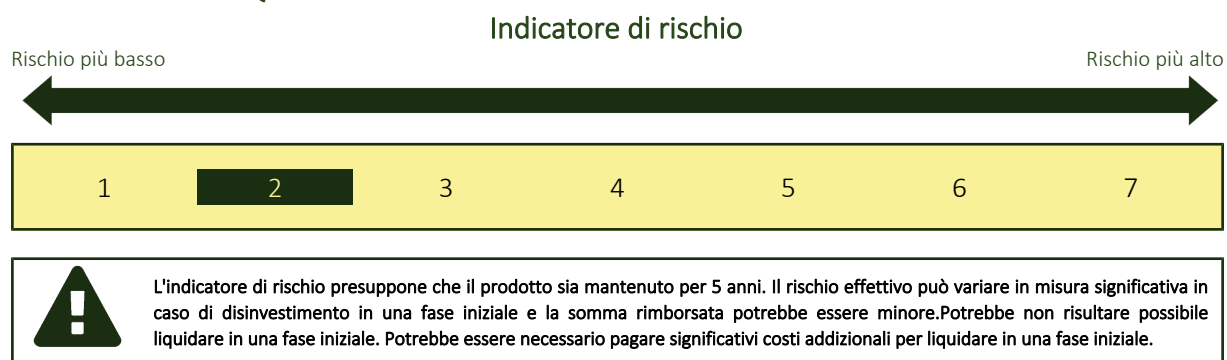 Indicatore di rischio
Rischio più basso
Rischio più alto
1 2 3 4 5 6 7
L'indicatore di rischio presuppone che il prodotto sia mantenuto per 5 anni. Il rischio effettivo può variare in misura significativa in
caso di disinvestimento in una fase iniziale e la somma rimborsata potrebbe essere minore.Potrebbe non risultare possibile
liquidare in una fase iniziale. Potrebbe essere necessario pagare significativi costi addizionali per liquidare in una fase iniziale.